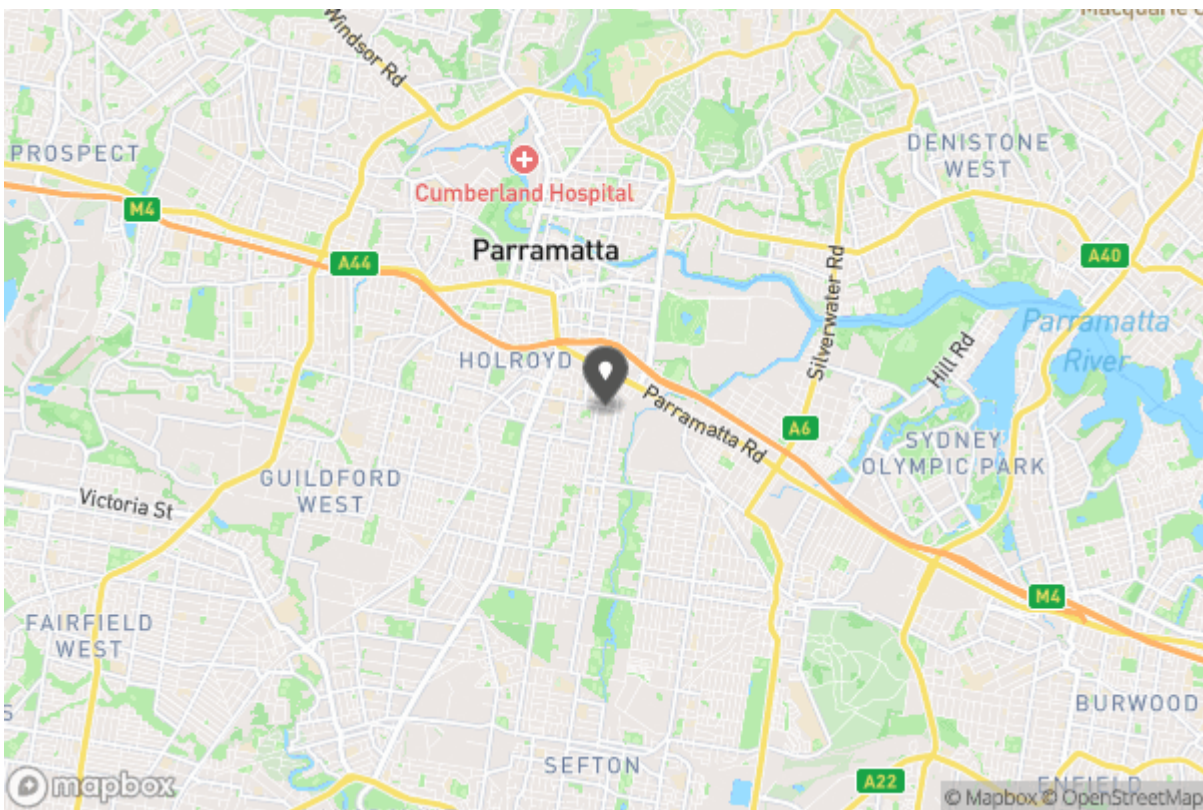 Windsor Rd
PROSPECT
DENISTONE
WEST
Cumberland Hospital
M4
Parramatta
A44
A40
Silverwater Rd
Parramatta
River
Hill Rd
HOLROYD
Parramatta Rd
A6
SYDNEY
OLYMPIC PARK
GUILDFORD
WEST
Victoria St
M4
FAIRFIELD
WEST
BURWOOD
SEFTON
A22
mapbox
© Mapbox © OpenStreetMap